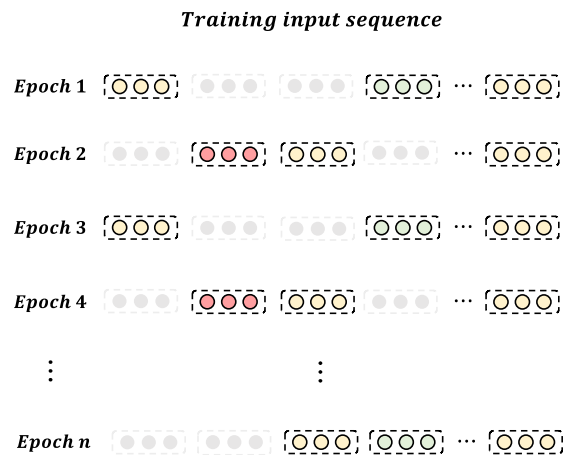 Training input sequence
Epoch 1 ...
Epoch 2 ...
Epoch 3 ...
Epoch 4 ...
⋮ ⋮
Epoch n ...